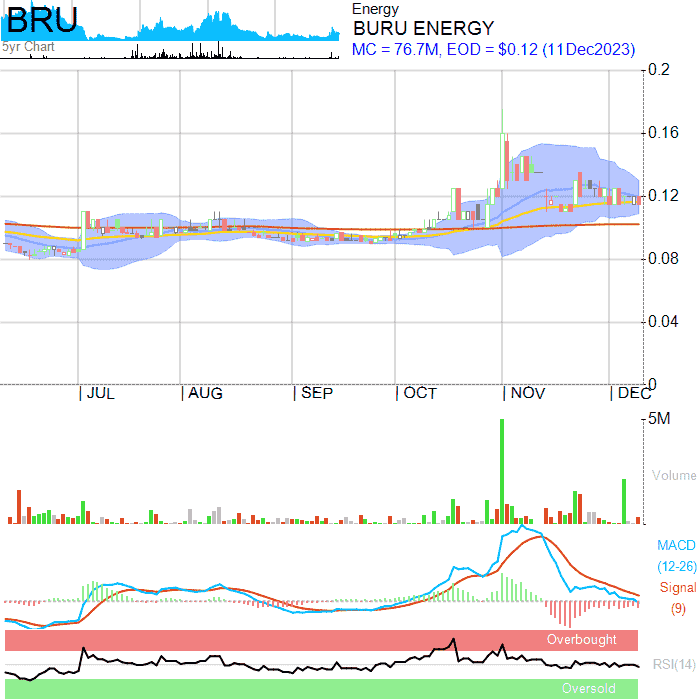 BRU
5yr Chart
Energy
BURU ENERGY
MC = 76.7M, EOD = $0.12 (11Dec2023)
0.2
0.16
0.12
0.08
0.04
0
| JUL | AUG | SEP | OCT | NOV | DEC
5M
Volume
MACD
(12-26)
Signal
(9)
Overbought
RSI(14)
Oversold